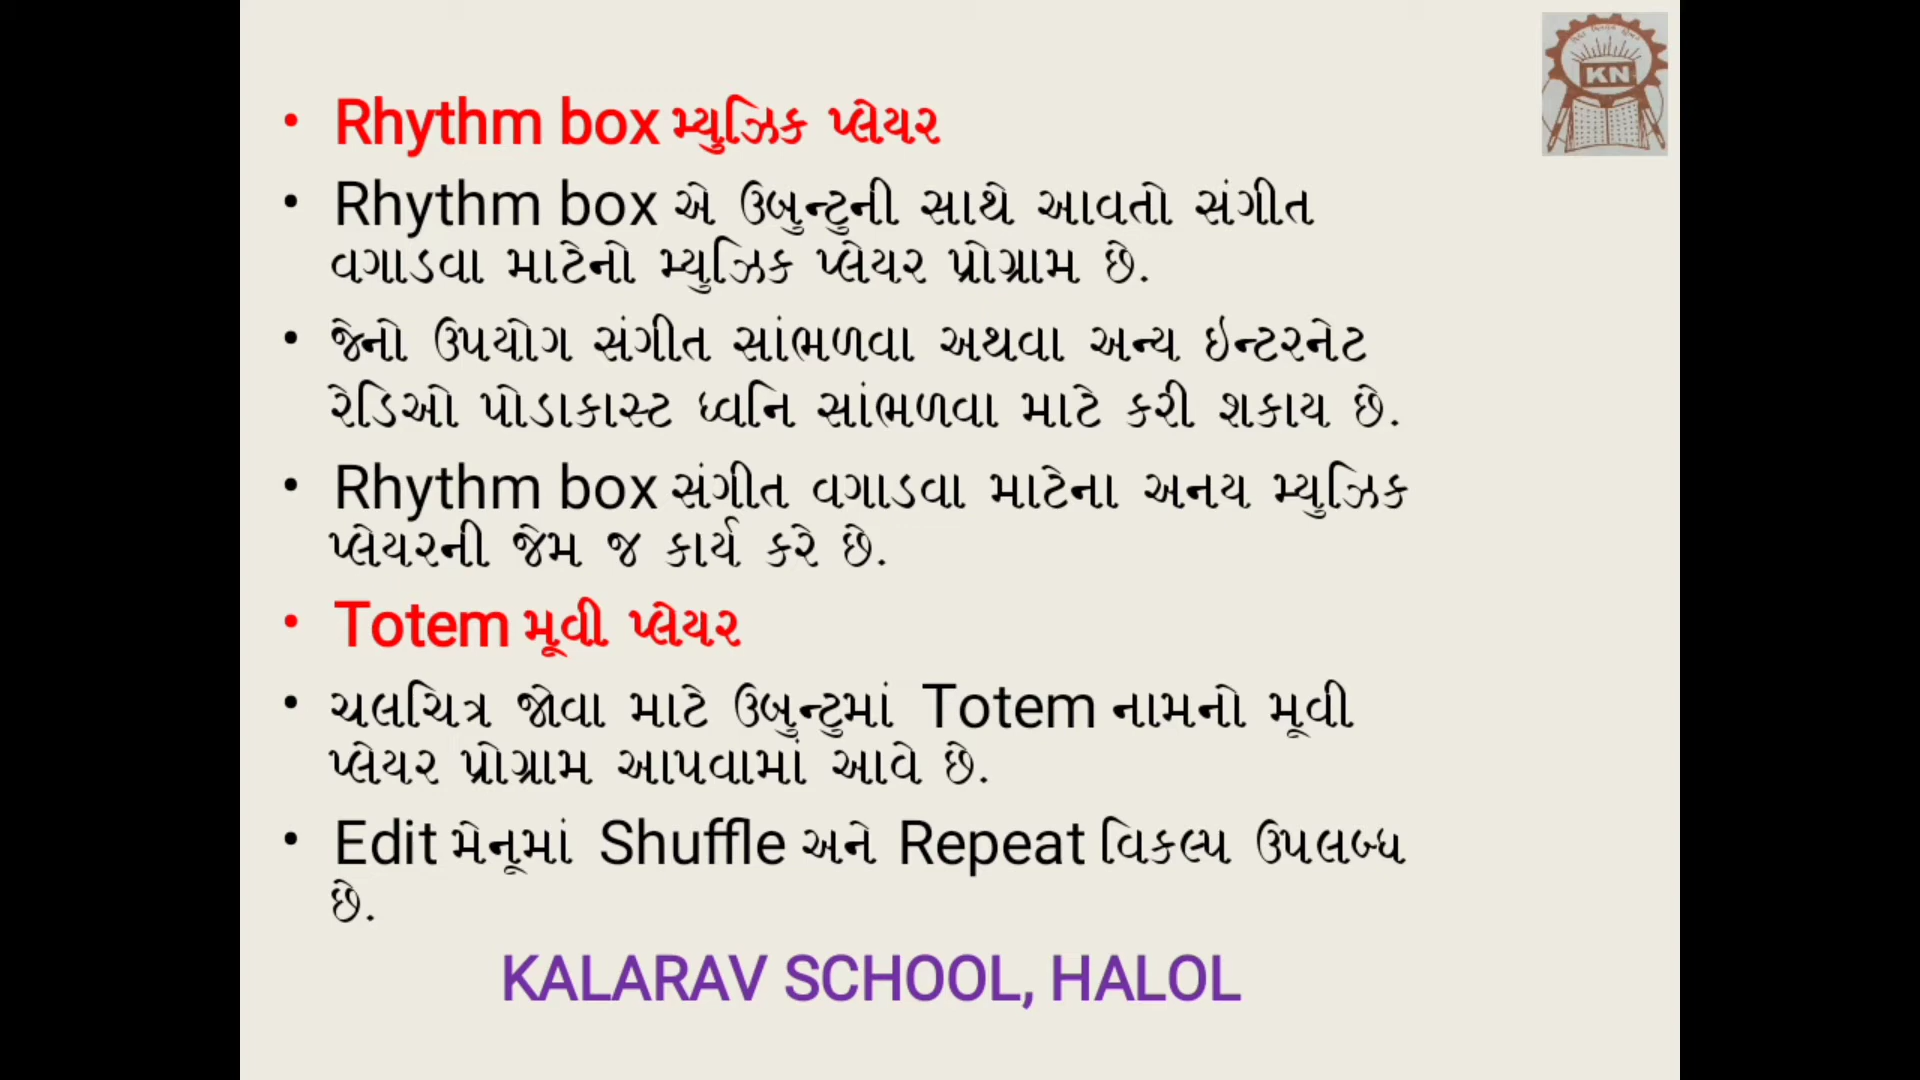 KN
• Rhythm box મ્યુઝિક પ્લેયર
• Rhythm box એ ઉબુન્ટુની સાથે આવતો સંગીત
વગાડવા માટેનો મ્યુઝિક પ્લેયર પ્રોગ્રામ છે.
• જેનો ઉપયોગ સંગીત સાંભળવા અથવા અન્ય ઇન્ટરનેટ
રેડિઓ પોડાકાસ્ટ ધ્વનિ સાંભળવા માટે કરી શકાય છે.
• Rhythm box સંગીત વગાડવા માટેના અનય મ્યુઝિક
પ્લેયરની જેમ જ કાર્ય કરે છે.
• Totem મૂવી પ્લેયર
• ચલચિત્ર જોવા માટે ઉબુન્ટુમાં Totem નામનો મૂવી
પ્લેયર પ્રોગ્રામ આપવામાં આવે છે.
• Edit મેનૂમાં Shuffle અને Repeat વિકલ્પ ઉપલબ્ધ
છે.
KALARAV SCHOOL, HALOL